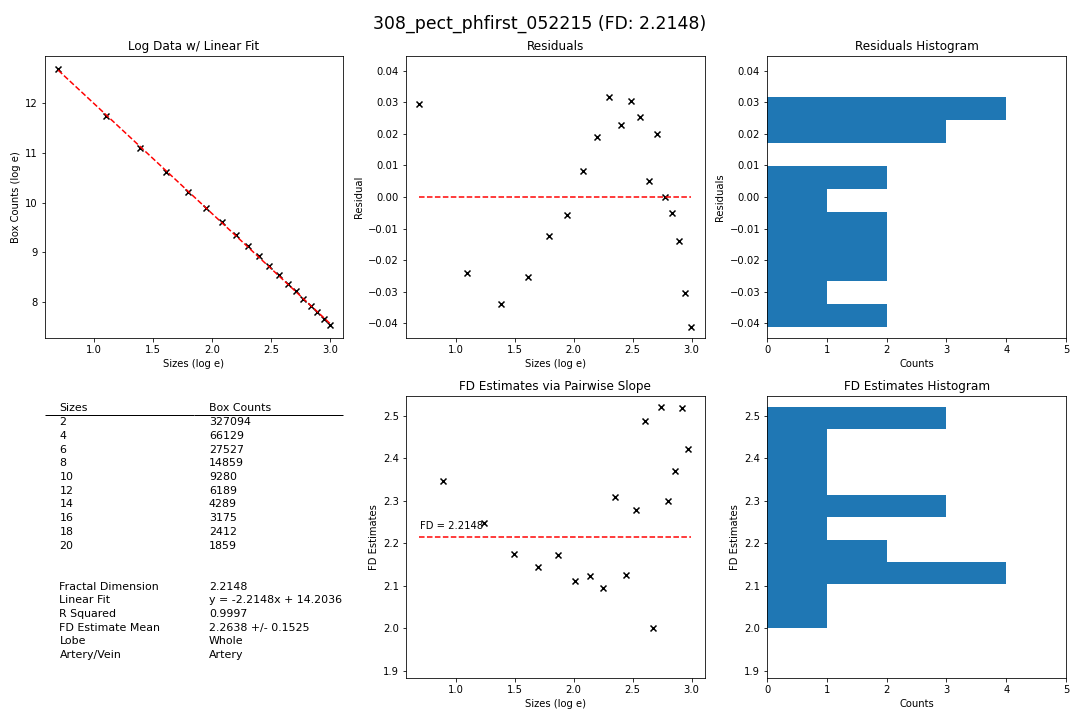 308_pect_phfirst_052215 (FD: 2.2148)
Log Data w/ Linear Fit
Box Counts (log e)
12
11
10
9
8
1.0 1.5 2.0 2.5 3.0
Sizes (log e)
Residuals
Residual
0.04
0.03
0.02
0.01
0.00
−0.01
−0.02
−0.03
−0.04
1.0 1.5 2.0 2.5 3.0
Sizes (log e)
Residuals Histogram
Residuals
0.04
0.03
0.02
0.01
0.00
−0.01
−0.02
−0.03
−0.04
0 1 2 3 4 5
Counts
Sizes Box Counts
2 327094
4 66129
6 27527
8 14859
10 9280
12 6189
14 4289
16 3175
18 2412
20 1859
Fractal Dimension 2.2148
Linear Fit y = -2.2148x + 14.2036
R Squared 0.9997
FD Estimate Mean 2.2638 +/- 0.1525
Lobe Whole
Artery/Vein Artery
FD Estimates via Pairwise Slope
FD Estimates
2.5
2.4
2.3
2.2
2.1
2.0
1.9
FD = 2.2148
1.0 1.5 2.0 2.5 3.0
Sizes (log e)
FD Estimates Histogram
FD Estimates
2.5
2.4
2.3
2.2
2.1
2.0
1.9
0 1 2 3 4 5
Counts